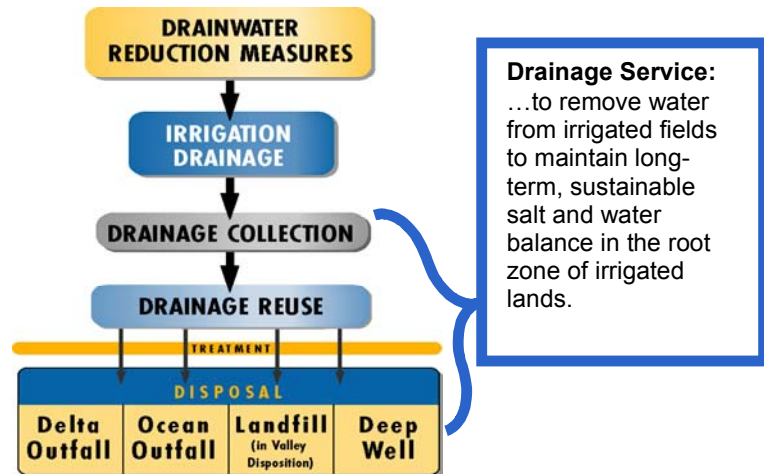 DRAINWATER
REDUCTION MEASURES
IRRIGATION
DRAINAGE
DRAINAGE COLLECTION
DRAINAGE REUSE
TREATMENT
DISPOSAL
Delta
Outfall
Ocean
Outfall
Landfill
(in Valley
Disposition)
Deep
Well
Drainage Service:
…to remove water
from irrigated fields
to maintain long-
term, sustainable
salt and water
balance in the root
zone of irrigated
lands.